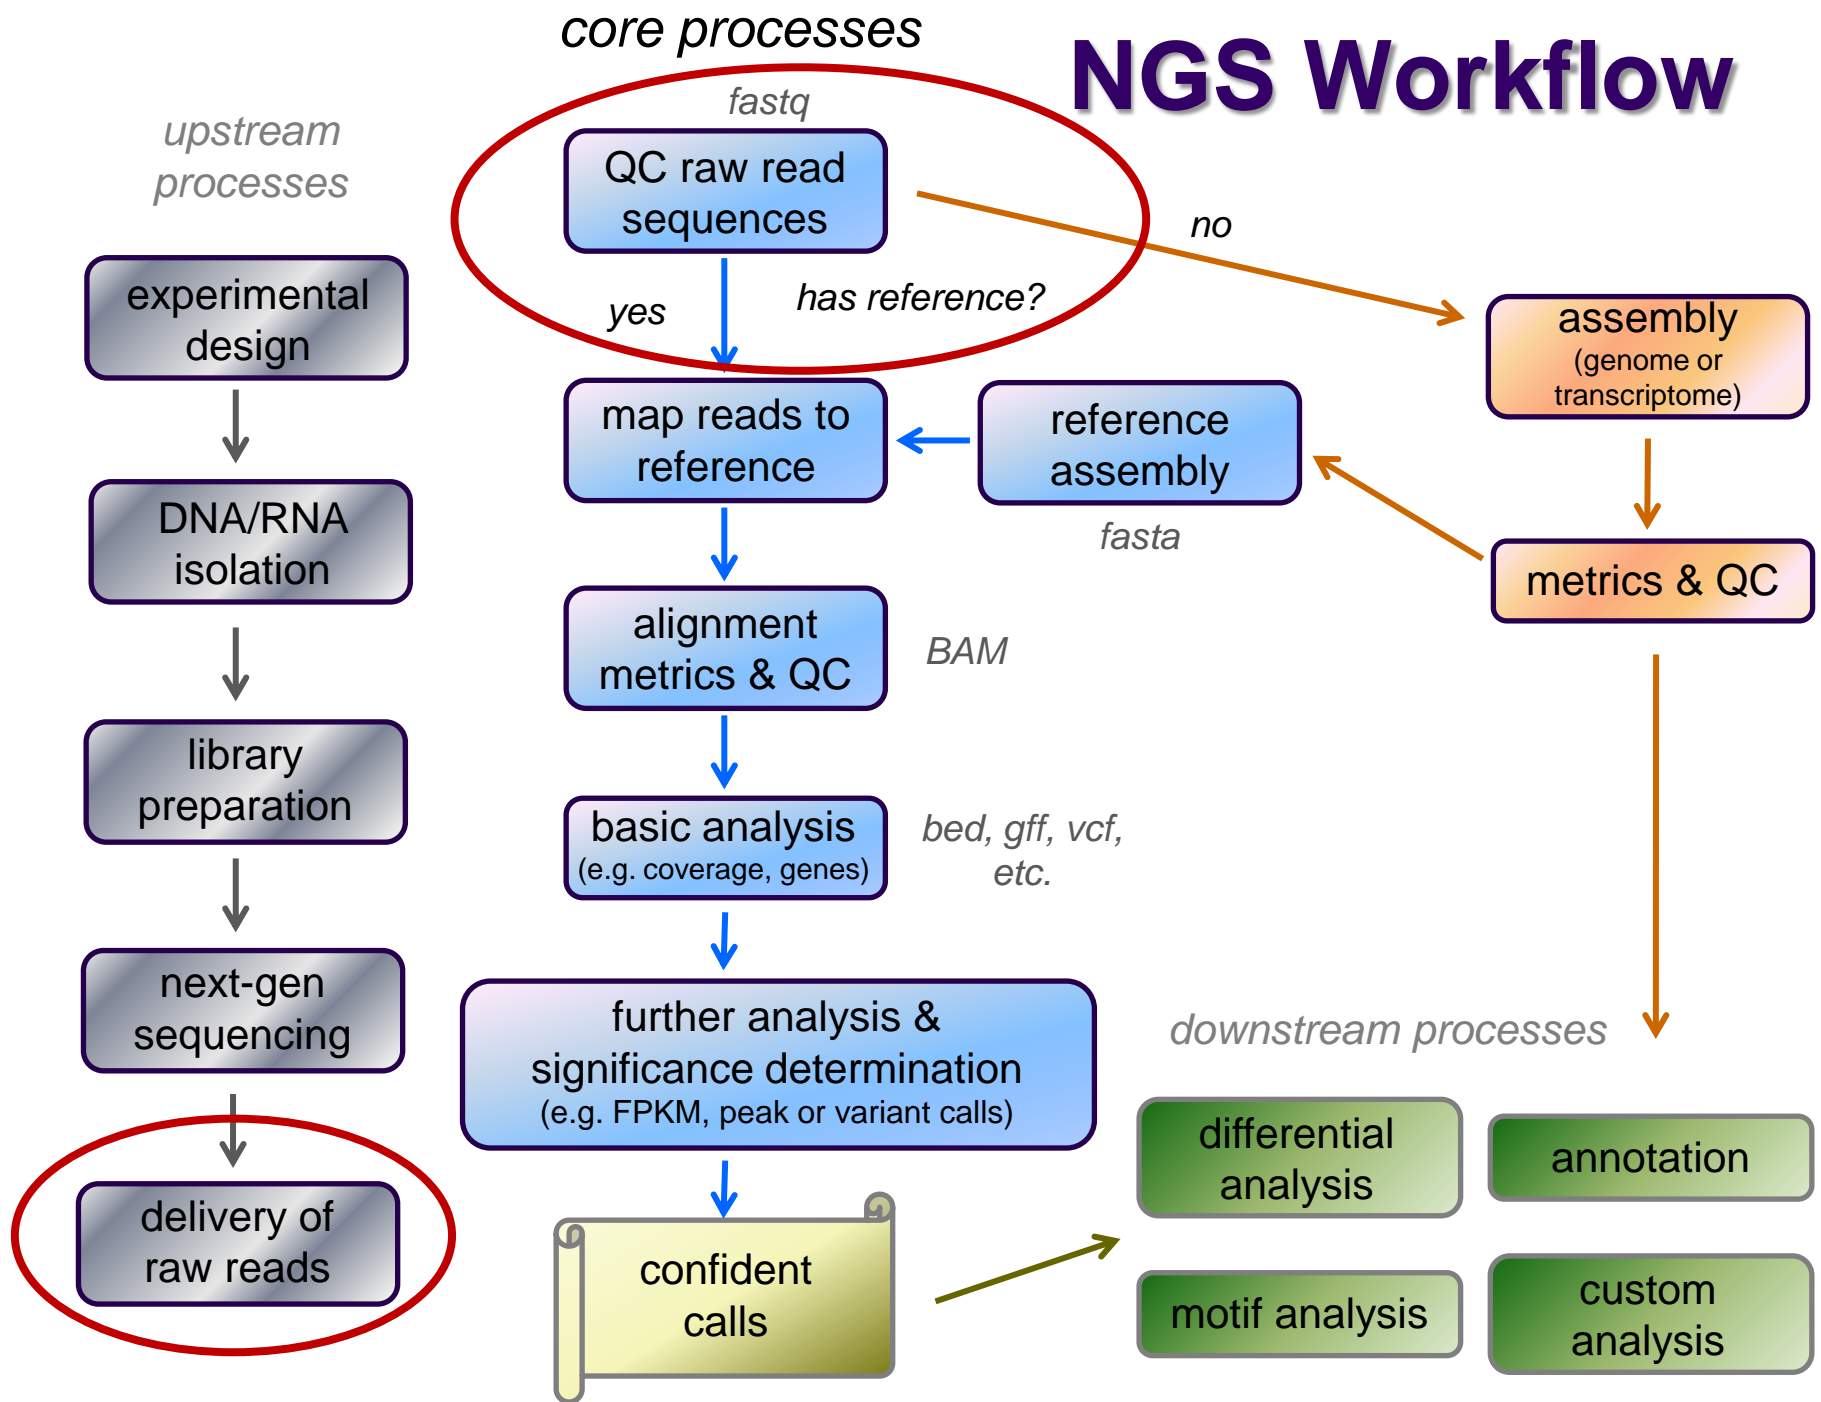 core processes
NGS Workflow
upstream
processes
experimental
design
DNA/RNA
isolation
library
preparation
next-gen
sequencing
delivery of
raw reads
fastq
QC raw read
sequences
yes
has reference?
no
map reads to
reference
reference
assembly
fasta
assembly
(genome or
transcriptome)
metrics & QC
alignment
metrics & QC
BAM
basic analysis
(e.g. coverage, genes)
bed, gff, vcf,
etc.
further analysis &
significance determination
(e.g. FPKM, peak or variant calls)
confident
calls
downstream processes
differential
analysis
annotation
motif analysis
custom
analysis